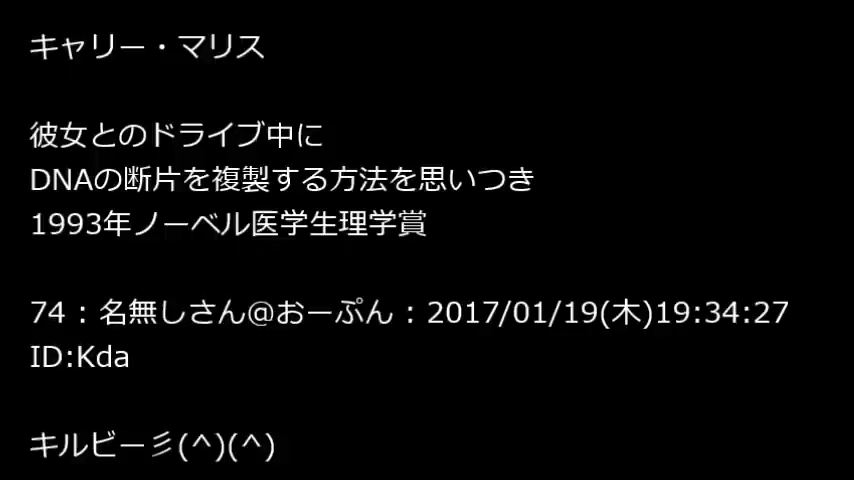 キャリー・マリス
彼女とのドライブ中に
DNAの断片を複製する方法を思いつき
1993年ノーベル医学生理学賞
74 : 名無しさん@おーぷん : 2017/01/19(木)19:34:27
ID:Kda
キルビー彡(^)(^)